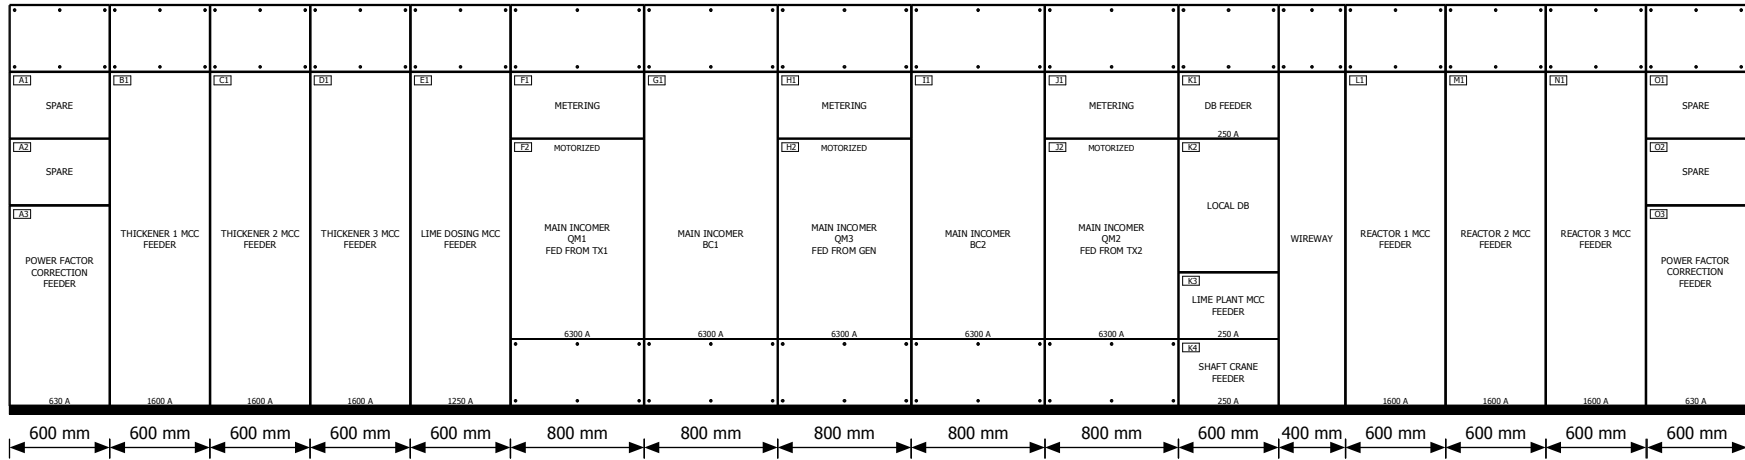 A1
SPARE
A2
SPARE
A3
POWER FACTOR
CORRECTION
FEEDER
630 A
B1
THICKENER 1 MCC
FEEDER
1600 A
C1
THICKENER 2 MCC
FEEDER
1600 A
D1
THICKENER 3 MCC
FEEDER
1600 A
E1
LIME DOSING MCC
FEEDER
1250 A
F1
METERING
F2
MOTORIZED
MAIN INCOMER
QM1
FED FROM TX1
6300 A
G1
MAIN INCOMER
BC1
6300 A
H1
METERING
H2
MOTORIZED
MAIN INCOMER
QM3
FED FROM GEN
6300 A
I1
MAIN INCOMER
BC2
6300 A
J1
METERING
J2
MOTORIZED
MAIN INCOMER
QM2
FED FROM TX2
6300 A
K1
DB FEEDER
250 A
K2
LOCAL DB
K3
LIME PLANT MCC
FEEDER
250 A
K4
SHAFT CRANE
FEEDER
250 A
WIREWAY
L1
REACTOR 1 MCC
FEEDER
1600 A
M1
REACTOR 2 MCC
FEEDER
1600 A
N1
REACTOR 3 MCC
FEEDER
1600 A
O1
SPARE
O2
SPARE
O3
POWER FACTOR
CORRECTION
FEEDER
630 A
600 mm
600 mm
600 mm
600 mm
600 mm
800 mm
800 mm
800 mm
800 mm
800 mm
600 mm
400 mm
600 mm
600 mm
600 mm
600 mm